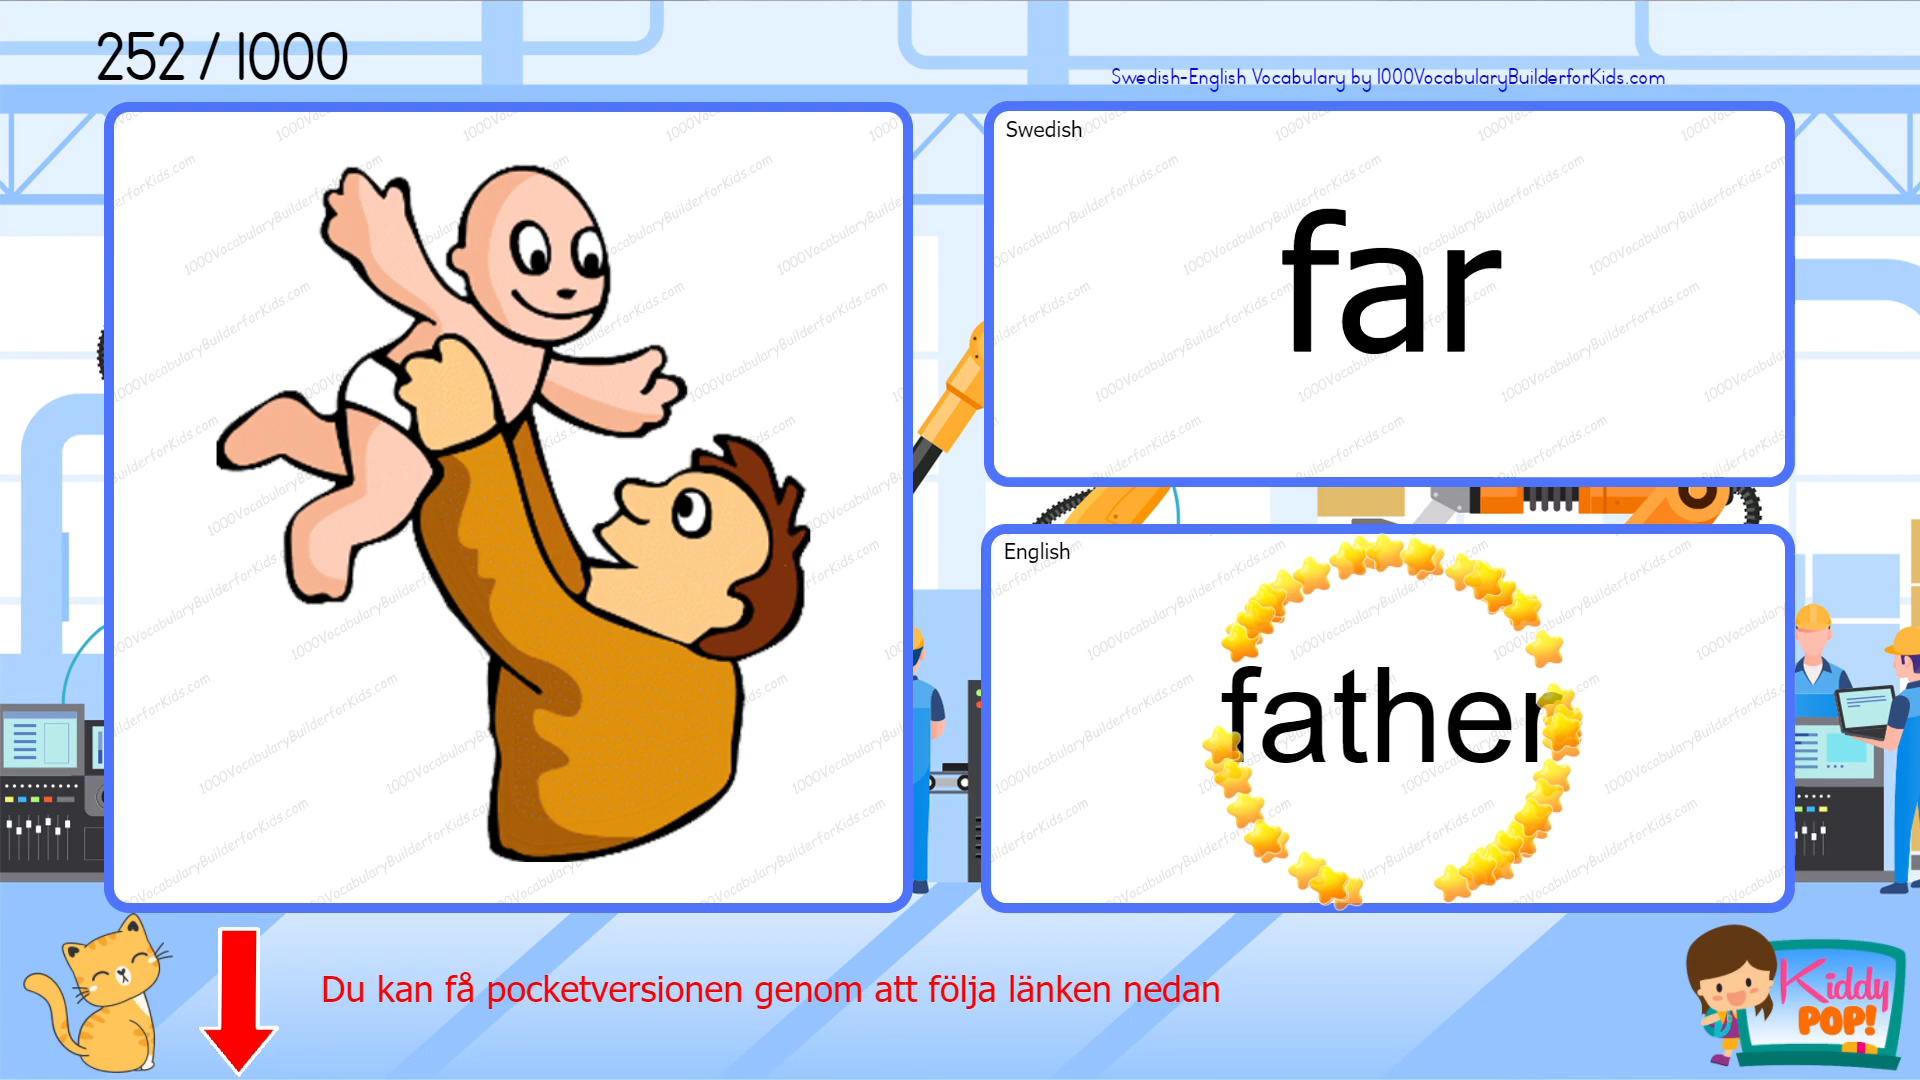 252 / 1000
Swedish-English Vocabulary by 1000VocabularyBuilderforKids.com
Swedish
far
English
father
Du kan få pocketversionen genom att följa länken nedan
Kiddy
POP!